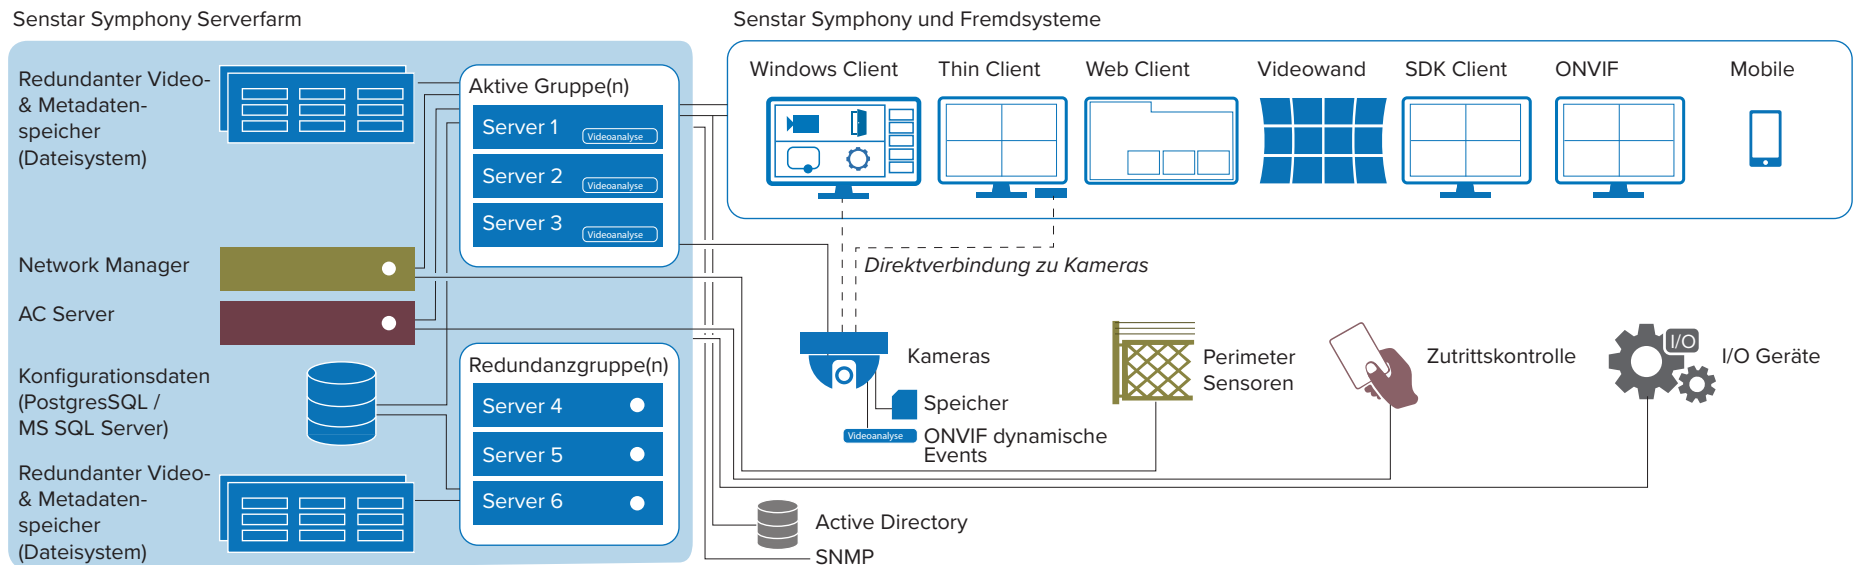 Senstar Symphony Serverfarm
Redundanter Video-
& Metadaten-
speicher
(Dateisystem)
Network Manager
AC Server
Konfigurationsdaten
(PostgresSQL /
MS SQL Server)
Redundanter Video-
& Metadaten-
speicher
(Dateisystem)
Aktive Gruppe(n)
Server 1
Videoanalyse
Server 2
Videoanalyse
Server 3
Videoanalyse
Redundanzgruppe(n)
Server 4
Server 5
Server 6
Senstar Symphony und Fremdsysteme
Windows Client
Thin Client
Web Client
Videowand
SDK Client
ONVIF
Mobile
Direktverbindung zu Kameras
Kameras
Speicher
Videoanalyse
ONVIF dynamische
Events
Perimeter
Sensoren
Zutrittskontrolle
I/O
I/O Geräte
Active Directory
SNMP